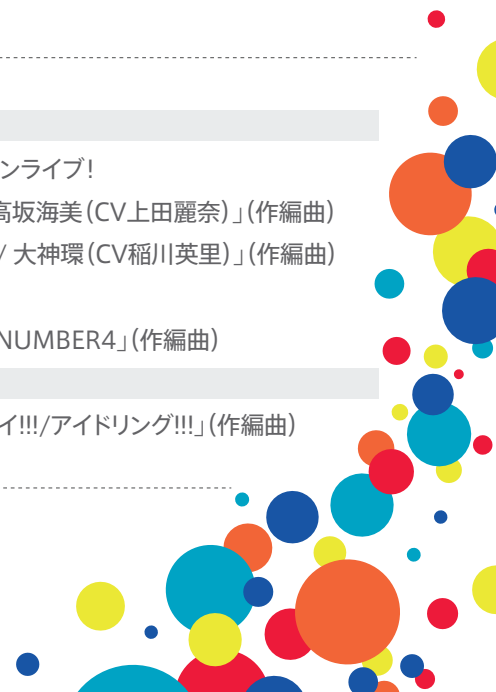 ンライブ！
高坂海美（CV上田麗奈）」（作編曲）
/ 大神環（CV稲川英里）」（作編曲）
NUMBER4」（作編曲）
イ!!!/アイドリング!!!」（作編曲）